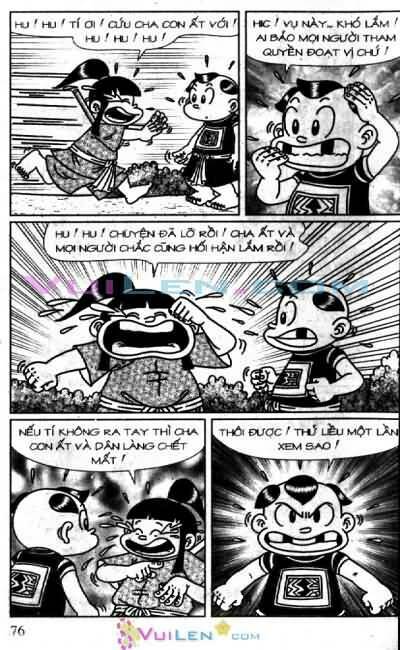 HU ! HU ! TÍ ƠI ! CỨU CHA CON ẤT VỚI !
HU ! HU ! HU !
HIC ! VỤ NÀY... KHÓ LẮM !
AI BẢO MỌI NGƯỜI THAM
QUYỀN ĐOẠT VỊ CHỨ !
HU ! HU ! CHUYỆN ĐÃ LỠ RỒI ! CHA ẤT VÀ
MỌI NGƯỜI CHẮC CŨNG HỐI HẬN LẮM RỒI !
VUILEN.COM
NẾU TÍ KHÔNG RA TAY THÌ CHA
CON ẤT VÀ DÂN LÀNG CHẾT
MẤT !
THÔI ĐƯỢC ! THỬ LIỀU MỘT LẦN
XEM SAO !
76
VUILEN.COM